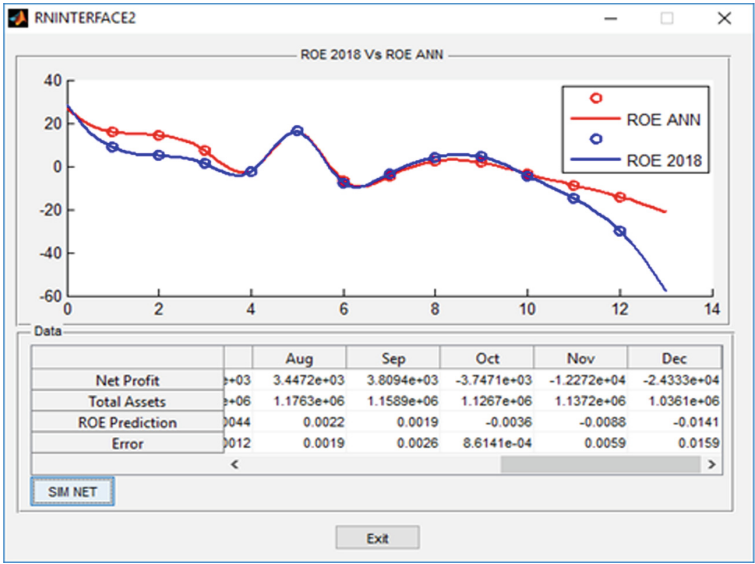 RNINTERFACE2
ROE 2018 Vs ROE ANN
40
20
0
-20
-40
-60
0 2 4 6 8 10 12 14
ROE ANN
ROE 2018
Data
Aug Sep Oct Nov Dec
Net Profit e+03 3.4472e+03 3.8094e+03 -3.7471e+03 -1.2272e+04 -2.4333e+04
Total Assets e+06 1.1763e+06 1.1589e+06 1.1267e+06 1.1372e+06 1.0361e+06
ROE Prediction 0044 0.0022 0.0019 -0.0036 -0.0088 -0.0141
Error 0012 0.0019 0.0026 8.6141e-04 0.0059 0.0159
SIM NET
Exit